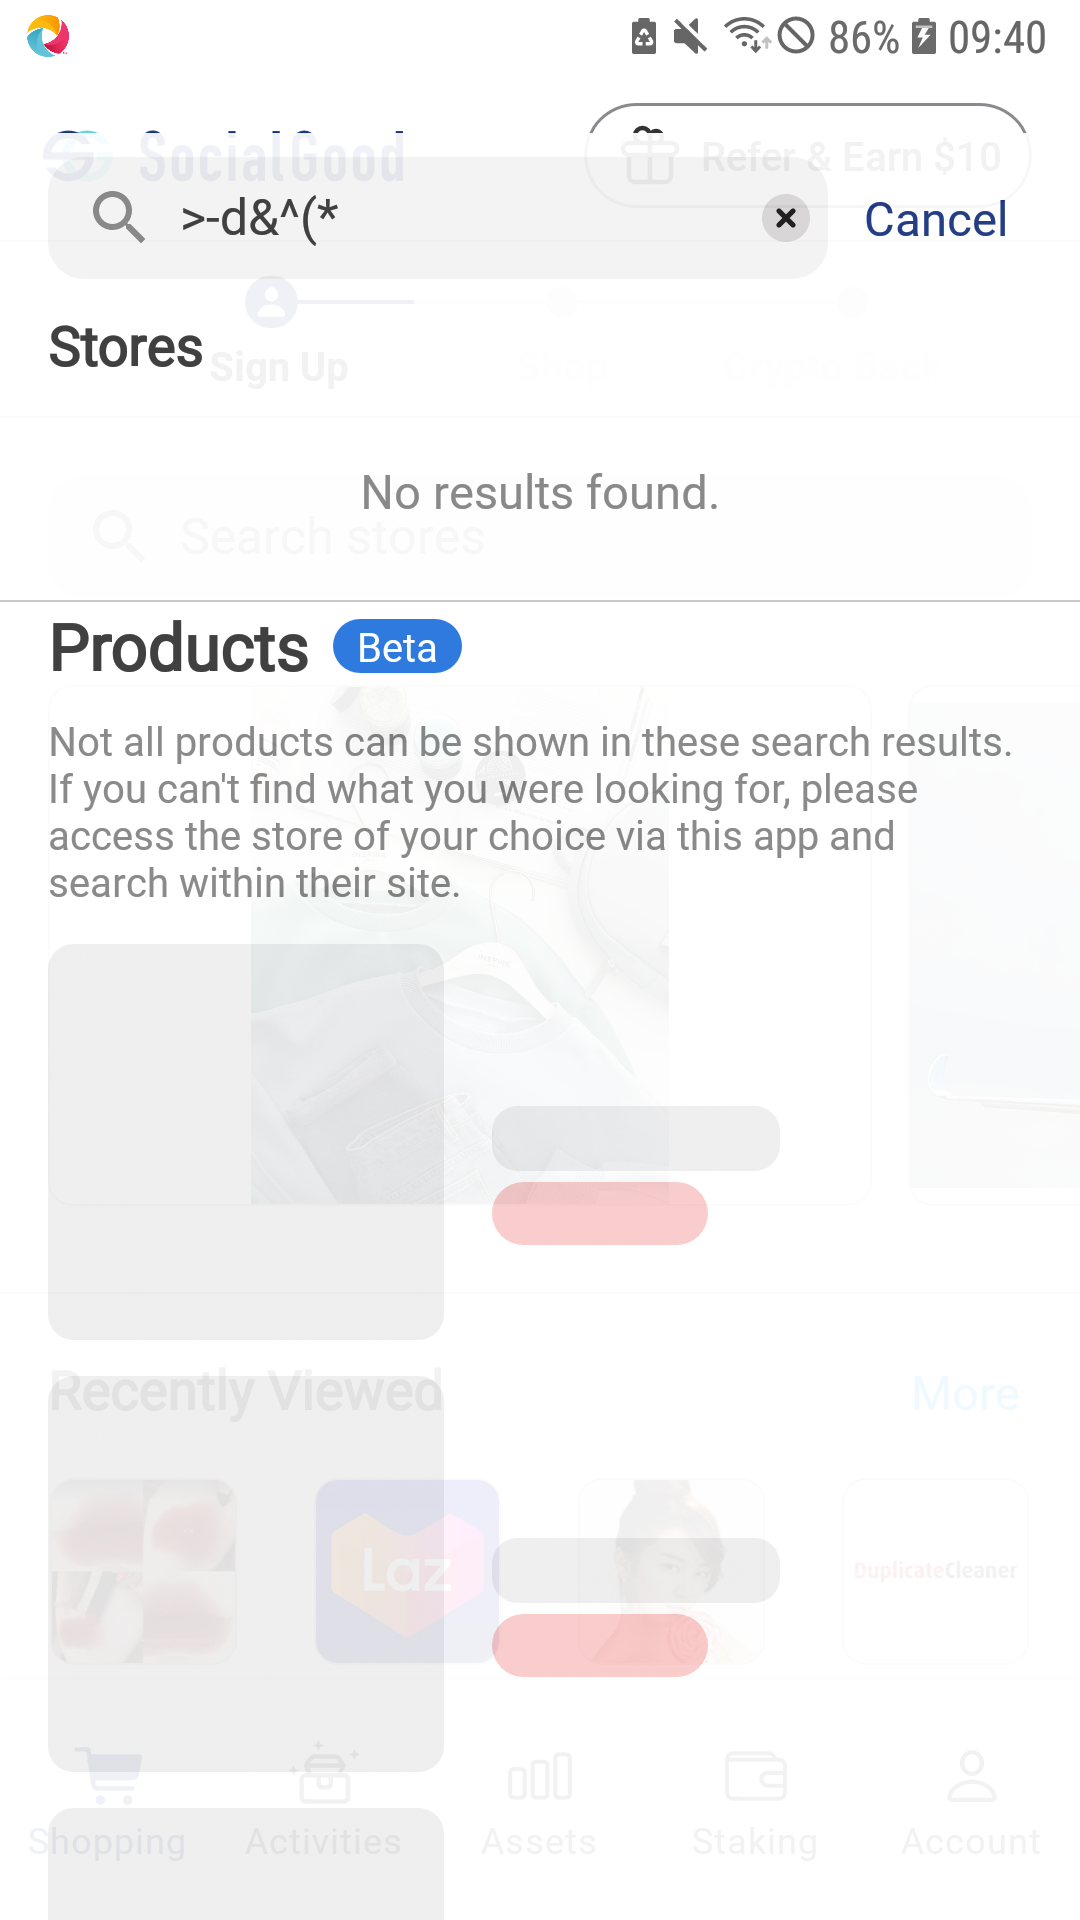 86% 09:40
SocialGood
Refer & Earn $10
>-d&^(*
Cancel
Stores
Sign Up
Shop
Crypto Back
No results found.
Search stores
Products Beta
Not all products can be shown in these search results.
If you can't find what you were looking for, please
access the store of your choice via this app and
search within their site.
Recently Viewed
More
Laz
DuplicateCleaner
Shopping
Activities
Assets
Staking
Account